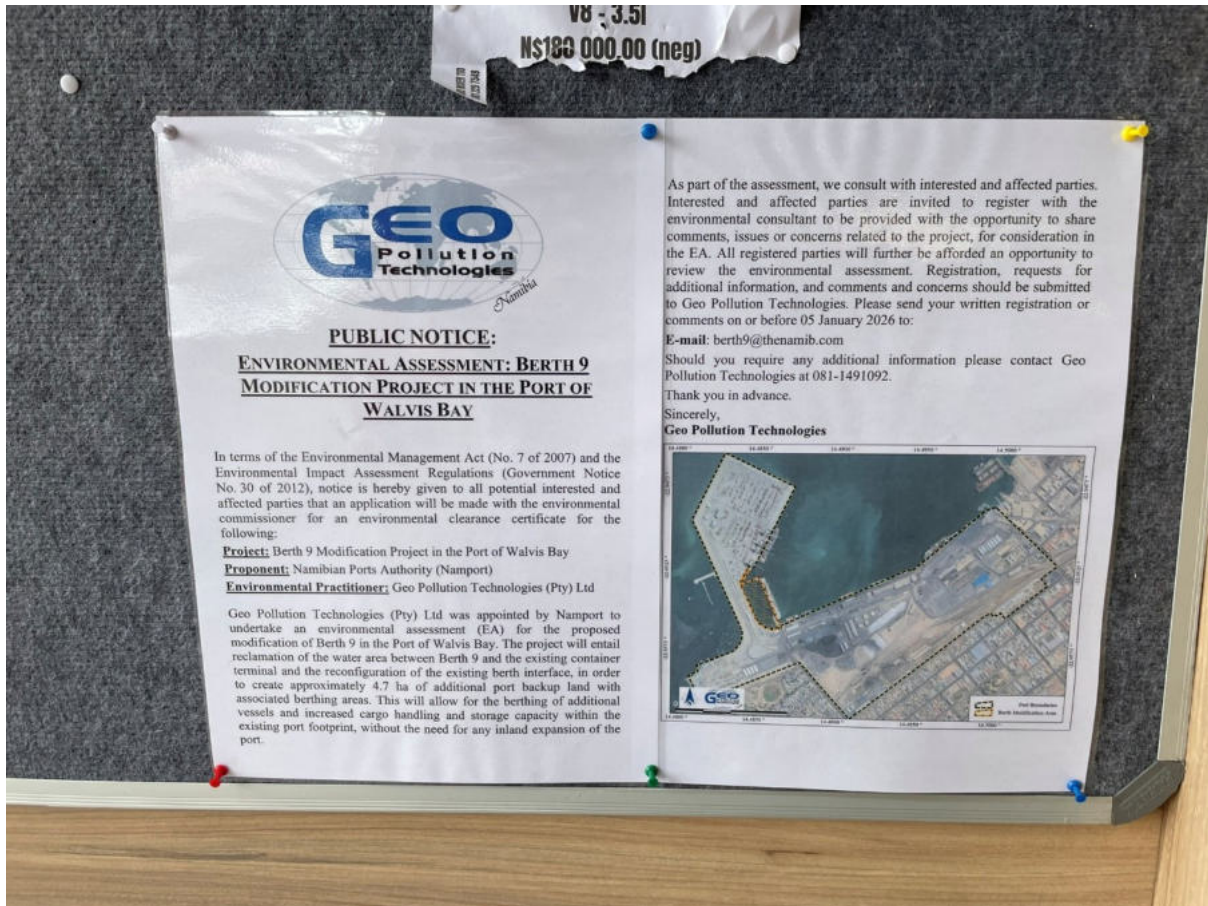 V8 - 3.5l
N$180 000.00 (neg)
GEO
Pollution
Technologies
Namibia
PUBLIC NOTICE:
ENVIRONMENTAL ASSESSMENT: BERTH 9
MODIFICATION PROJECT IN THE PORT OF
WALVIS BAY
In terms of the Environmental Management Act (No. 7 of 2007) and the
Environmental Impact Assessment Regulations (Government Notice
No. 30 of 2012), notice is hereby given to all potential interested and
affected parties that an application will be made with the environmental
commissioner for an environmental clearance certificate for the
following:
Project: Berth 9 Modification Project in the Port of Walvis Bay
Proponent: Namibian Ports Authority (Namport)
Environmental Practitioner: Geo Pollution Technologies (Pty) Ltd
Geo Pollution Technologies (Pty) Ltd was appointed by Namport to
undertake an environmental assessment (EA) for the proposed
modification of Berth 9 in the Port of Walvis Bay. The project will entail
reclamation of the water area between Berth 9 and the existing container
terminal and the reconfiguration of the existing berth interface, in order
to create approximately 4.7 ha of additional port backup land with
associated berthing areas. This will allow for the berthing of additional
vessels and increased cargo handling and storage capacity within the
existing port footprint, without the need for any inland expansion of the
port.
As part of the assessment, we consult with interested and affected parties.
Interested and affected parties are invited to register with the
environmental consultant to be provided with the opportunity to share
comments, issues or concerns related to the project, for consideration in
the EA. All registered parties will further be afforded an opportunity to
review the environmental assessment. Registration, requests for
additional information, and comments and concerns should be submitted
to Geo Pollution Technologies. Please send your written registration or
comments on or before 05 January 2026 to:
E-mail: berth9@thenamib.com
Should you require any additional information please contact Geo
Pollution Technologies at 081-1491092.
Thank you in advance.
Sincerely,
Geo Pollution Technologies
GEO
Port Boundaries
Berth Modification Area